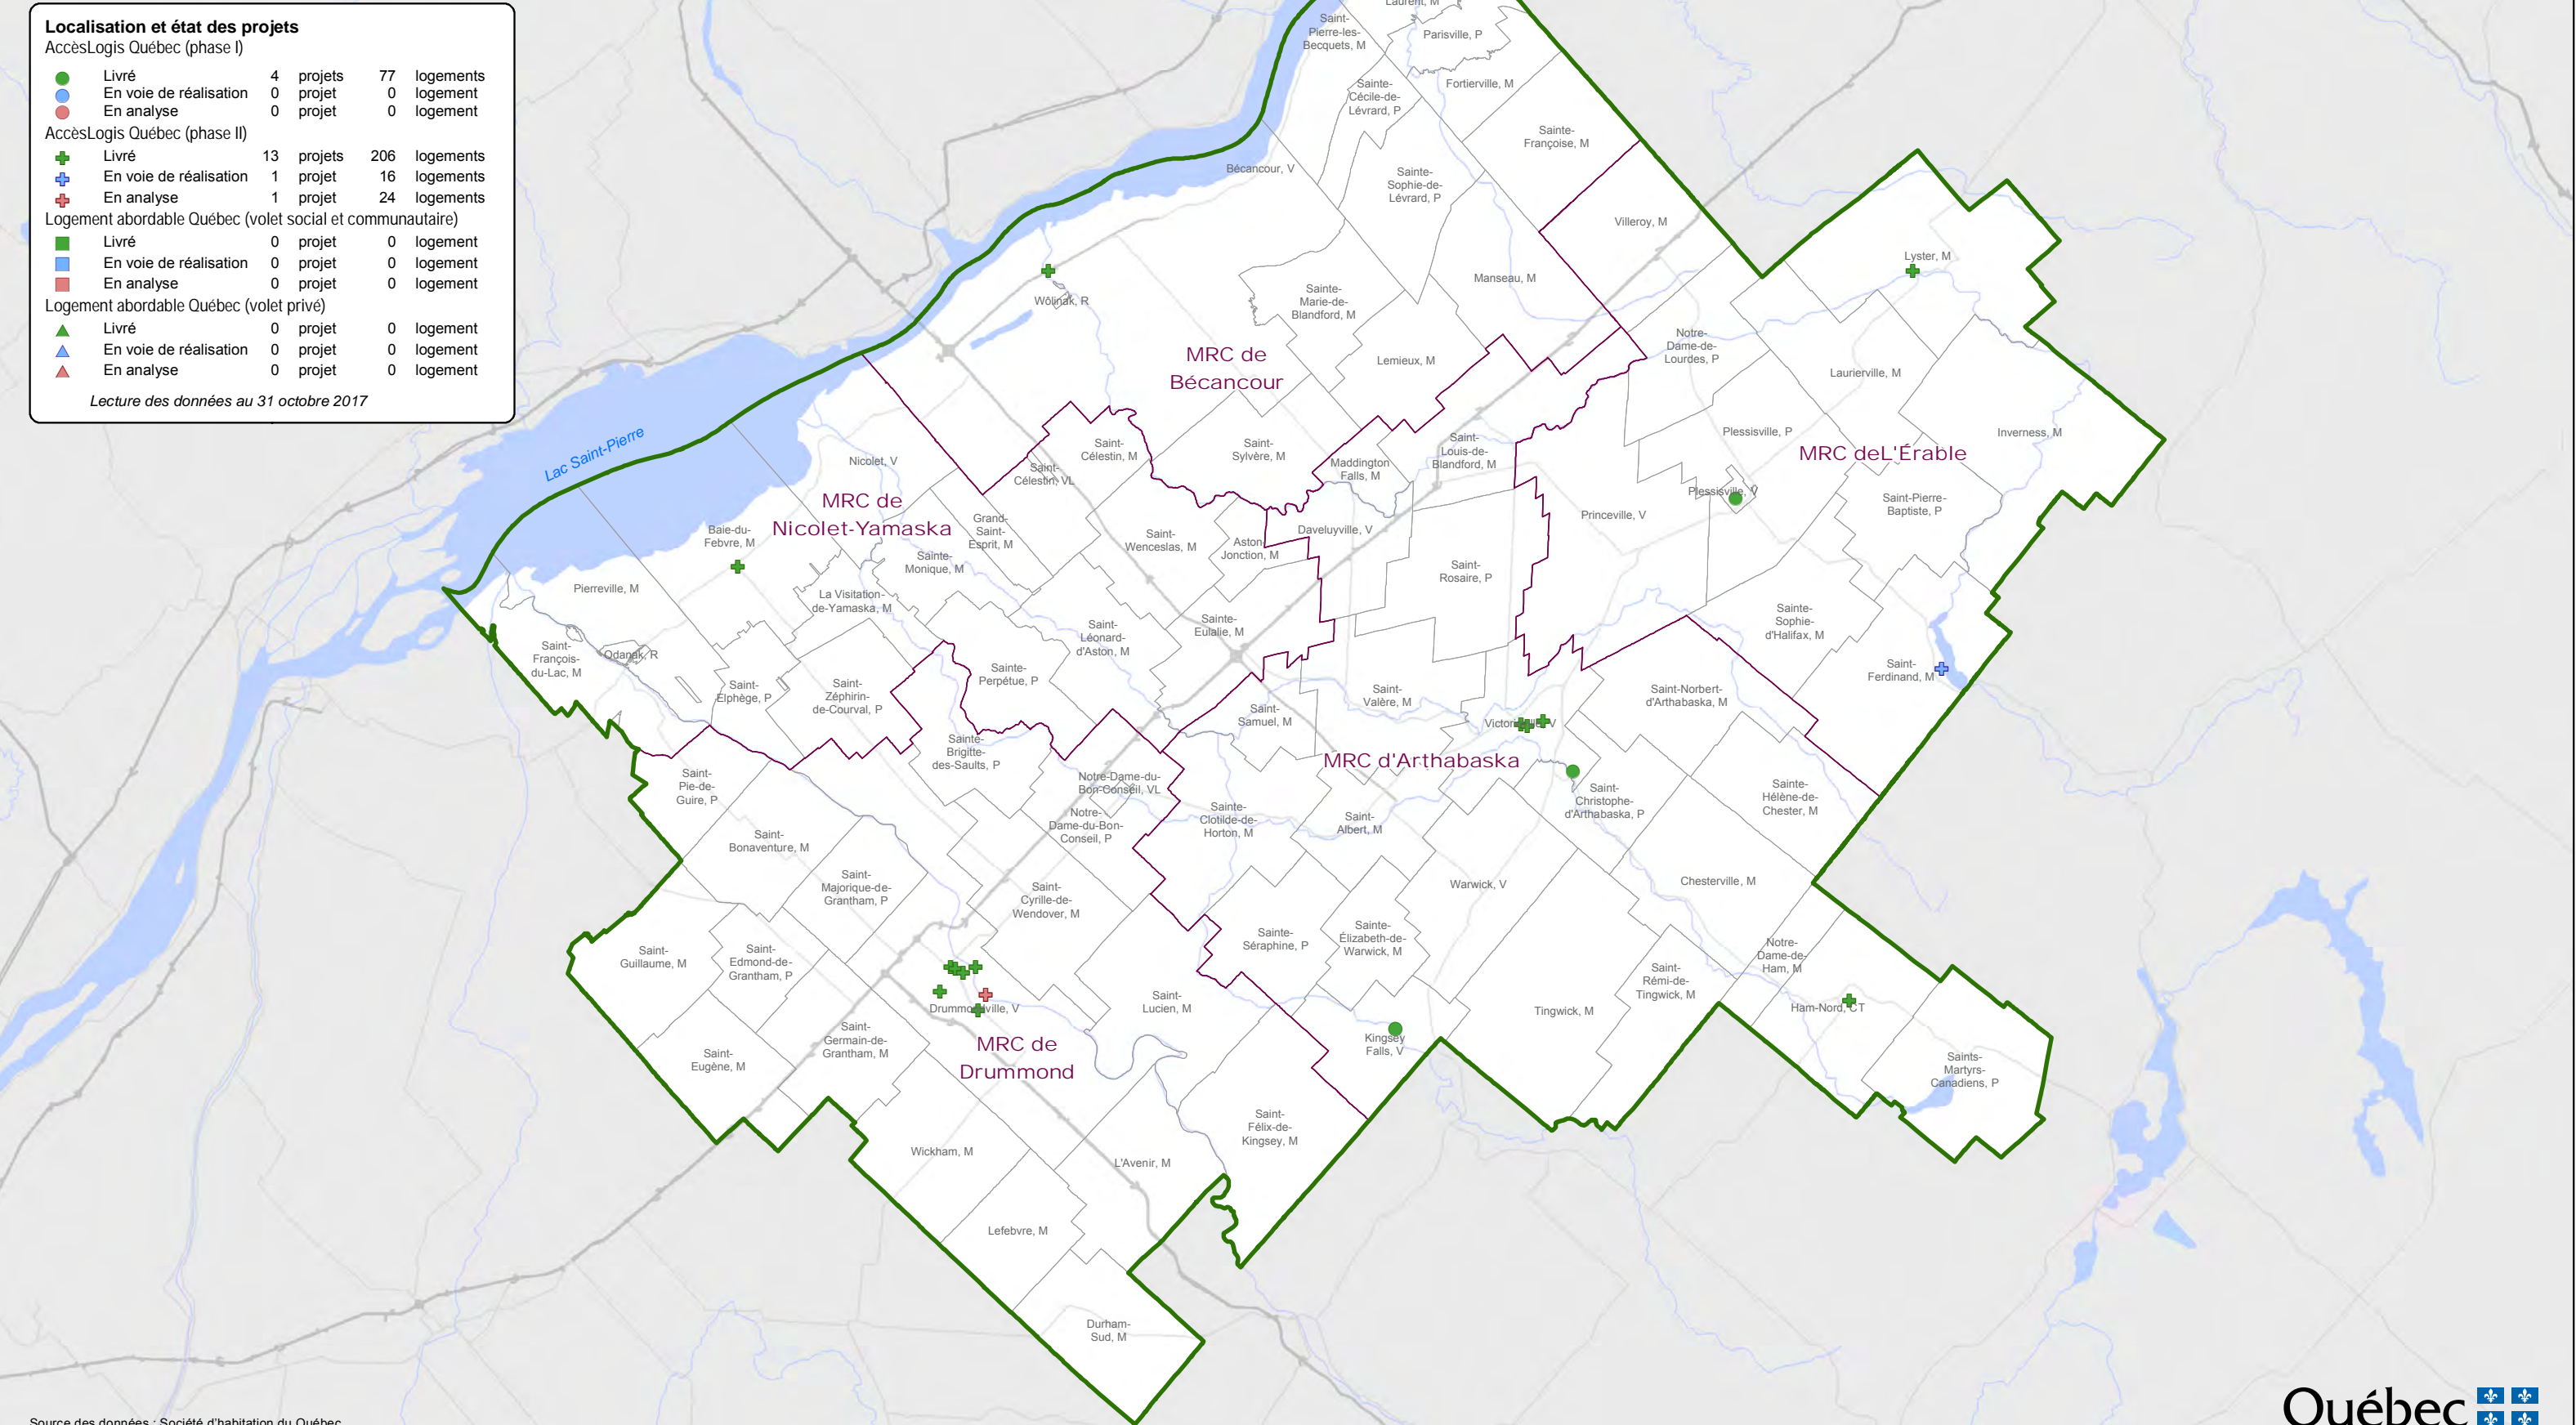 Localisation et état des projets
AccèsLogis Québec (phase I)
Livré 4 projets 77 logements
En voie de réalisation 0 projet 0 logement
En analyse 0 projet 0 logement
AccèsLogis Québec (phase II)
Livré 13 projets 206 logements
En voie de réalisation 1 projet 16 logements
En analyse 1 projet 24 logements
Logement abordable Québec (volet social et communautaire)
Livré 0 projet 0 logement
En voie de réalisation 0 projet 0 logement
En analyse 0 projet 0 logement
Logement abordable Québec (volet privé)
Livré 0 projet 0 logement
En voie de réalisation 0 projet 0 logement
En analyse 0 projet 0 logement
Lecture des données au 31 octobre 2017
Laurent, M
Saint-
Pierre-les-
Becquets, M
Parisville, P
Sainte-
Cécile-de-
Lévrard, P
Fortierville, M
Sainte-
Françoise, M
Bécancour, V
Sainte-
Sophie-de-
Lévrard, P
Villeroy, M
Lyster, M
Manseau, M
Wôlinak, R
Sainte-
Marie-de-
Blandford, M
MRC de
Bécancour
Lemieux, M
Notre-
Dame-de-
Lourdes, P
Laurierville, M
Inverness, M
Plessisville, P
MRC deL'Érable
Lac Saint-Pierre
Nicolet, V
Saint-
Célestin, M
Saint-
Célestin, VL
Saint-
Sylvère, M
Maddington
Falls, M
Saint-
Louis-de-
Blandford, M
Plessisville, V
Saint-Pierre-
Baptiste, P
Princeville, V
MRC de
Nicolet-Yamaska
Baie-du-
Febvre, M
Grand-
Saint-
Esprit, M
Sainte-
Monique, M
Saint-
Wenceslas, M
Aston-
Jonction, M
Daveluyville, V
Saint-
Rosaire, P
Pierreville, M
La Visitation-
de-Yamaska, M
Saint-
François-
du-Lac, M
Odanak, R
Saint-
Elphège, P
Saint-
Zéphirin-
de-Courval, P
Sainte-
Perpétue, P
Saint-
Léonard-
d'Aston, M
Sainte-
Eulalie, M
Sainte-
Sophie-
d'Halifax, M
Saint-
Ferdinand, M
Saint-
Samuel, M
Saint-
Valère, M
Saint-Norbert-
d'Arthabaska, M
MRC d'Arthabaska
Sainte-
Brigitte-
des-Saults, P
Saint-
Pie-de-
Guire, P
Notre-Dame-du-
Bon-Conseil, VL
Notre-
Dame-du-Bon-
Conseil, P
Sainte-
Clotilde-de-
Horton, M
Saint-
Albert, M
Saint-
Christophe-
d'Arthabaska, P
Sainte-
Hélène-de-
Chester, M
Saint-
Bonaventure, M
Saint-
Majorique-de-
Grantham, P
Saint-
Cyrille-de-
Wendover, M
Warwick, V
Chesterville, M
Saint-
Guillaume, M
Saint-
Edmond-de-
Grantham, P
Sainte-
Séraphine, P
Sainte-
Élizabeth-de-
Warwick, M
Notre-
Dame-de-
Ham, M
Saint-
Rémi-de-
Tingwick, M
Tingwick, M
Ham-Nord, CT
Saint-
Lucien, M
Saint-
Eugène, M
Saint-
Germain-de-
Grantham, M
MRC de
Drummond
Kingsey
Falls, V
Saints-
Martyrs-
Canadiens, P
Saint-
Félix-de-
Kingsey, M
Wickham, M
L'Avenir, M
Lefebvre, M
Durham-
Sud, M
Source des données : Société d'habitation du Québec
Québec